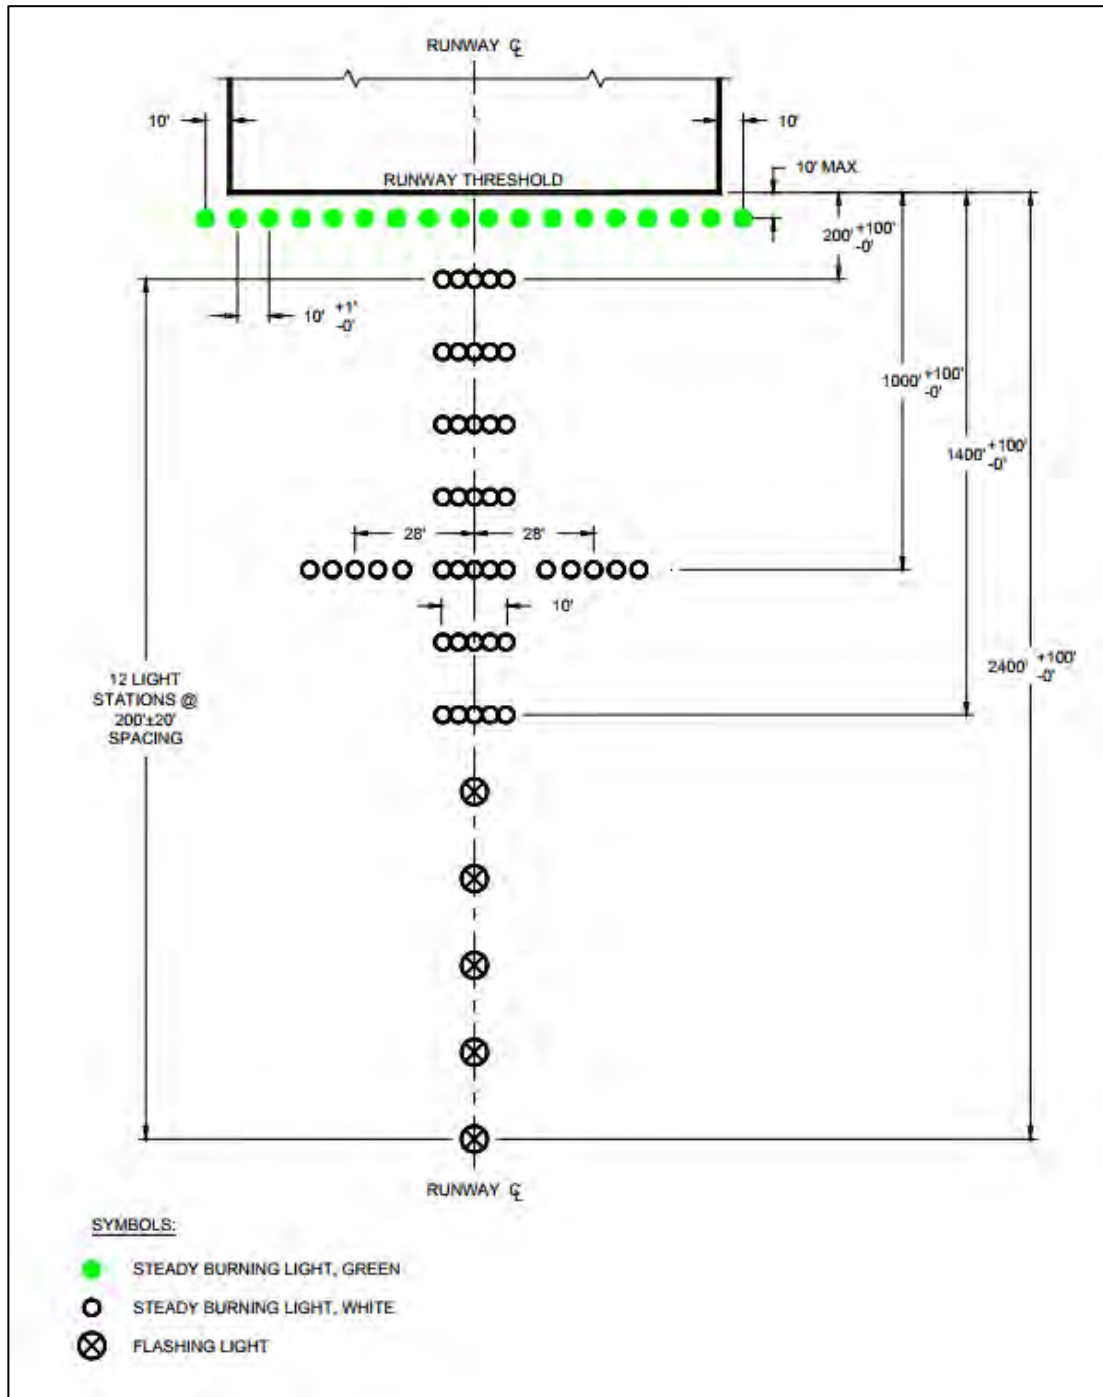 RUNWAY ℄
10'
10'
10' MAX
RUNWAY THRESHOLD
200' +100' -0'
10' +1' -0'
1000' +100' -0'
1400' +100' -0'
28'
28'
10'
2400' +100' -0'
12 LIGHT
STATIONS @
200'±20'
SPACING
RUNWAY ℄
SYMBOLS:
STEADY BURNING LIGHT, GREEN
STEADY BURNING LIGHT, WHITE
FLASHING LIGHT